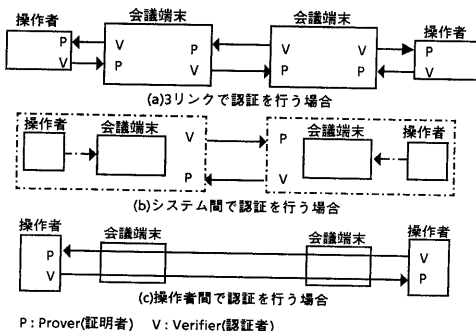 操作者 会議端末 会議端末 操作者
P V P V V P
V P V P P V
(a)3リンクで認証を行う場合
操作者 会議端末 V P 会議端末 操作者
P V
(b)システム間で認証を行う場合
操作者 会議端末 会議端末 操作者
P V
V P
(c)操作者間で認証を行う場合
P : Prover(証明者) V : Verifier(認証者)